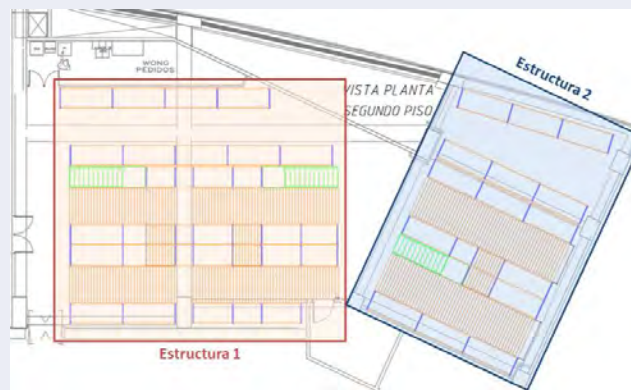 WONG
PEDIDOS
VISTA PLANTA
SEGUNDO PISO
Estructura 2
Estructura 1